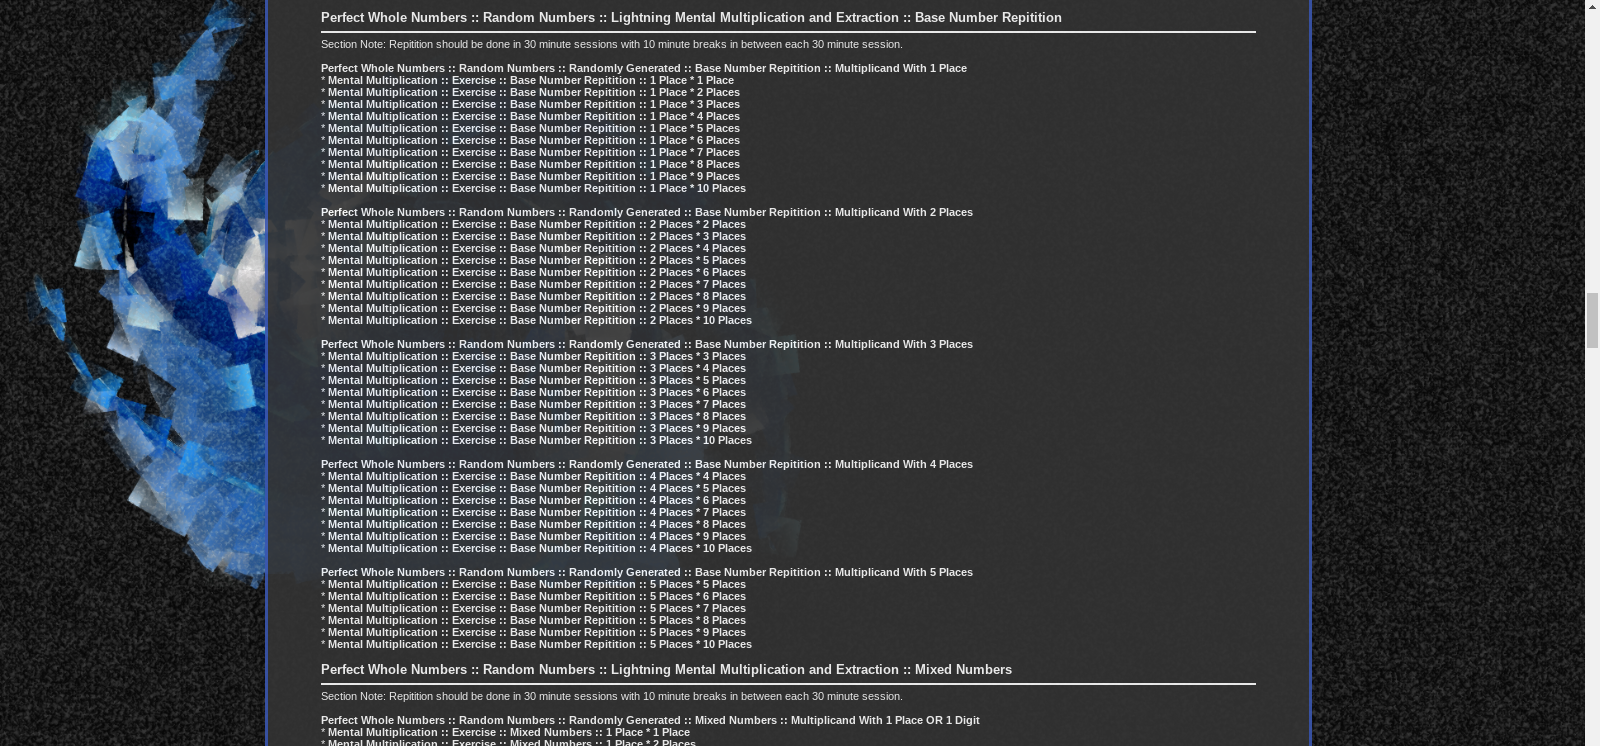 Perfect Whole Numbers :: Random Numbers :: Lightning Mental Multiplication and Extraction :: Base Number Repitition
Section Note: Repitition should be done in 30 minute sessions with 10 minute breaks in between each 30 minute session.
Perfect Whole Numbers :: Random Numbers :: Randomly Generated :: Base Number Repitition :: Multiplicand With 1 Place
* Mental Multiplication :: Exercise :: Base Number Repitition :: 1 Place * 1 Place
* Mental Multiplication :: Exercise :: Base Number Repitition :: 1 Place * 2 Places
* Mental Multiplication :: Exercise :: Base Number Repitition :: 1 Place * 3 Places
* Mental Multiplication :: Exercise :: Base Number Repitition :: 1 Place * 4 Places
* Mental Multiplication :: Exercise :: Base Number Repitition :: 1 Place * 5 Places
* Mental Multiplication :: Exercise :: Base Number Repitition :: 1 Place * 6 Places
* Mental Multiplication :: Exercise :: Base Number Repitition :: 1 Place * 7 Places
* Mental Multiplication :: Exercise :: Base Number Repitition :: 1 Place * 8 Places
* Mental Multiplication :: Exercise :: Base Number Repitition :: 1 Place * 9 Places
* Mental Multiplication :: Exercise :: Base Number Repitition :: 1 Place * 10 Places
Perfect Whole Numbers :: Random Numbers :: Randomly Generated :: Base Number Repitition :: Multiplicand With 2 Places
* Mental Multiplication :: Exercise :: Base Number Repitition :: 2 Places * 2 Places
* Mental Multiplication :: Exercise :: Base Number Repitition :: 2 Places * 3 Places
* Mental Multiplication :: Exercise :: Base Number Repitition :: 2 Places * 4 Places
* Mental Multiplication :: Exercise :: Base Number Repitition :: 2 Places * 5 Places
* Mental Multiplication :: Exercise :: Base Number Repitition :: 2 Places * 6 Places
* Mental Multiplication :: Exercise :: Base Number Repitition :: 2 Places * 7 Places
* Mental Multiplication :: Exercise :: Base Number Repitition :: 2 Places * 8 Places
* Mental Multiplication :: Exercise :: Base Number Repitition :: 2 Places * 9 Places
* Mental Multiplication :: Exercise :: Base Number Repitition :: 2 Places * 10 Places
Perfect Whole Numbers :: Random Numbers :: Randomly Generated :: Base Number Repitition :: Multiplicand With 3 Places
* Mental Multiplication :: Exercise :: Base Number Repitition :: 3 Places * 3 Places
* Mental Multiplication :: Exercise :: Base Number Repitition :: 3 Places * 4 Places
* Mental Multiplication :: Exercise :: Base Number Repitition :: 3 Places * 5 Places
* Mental Multiplication :: Exercise :: Base Number Repitition :: 3 Places * 6 Places
* Mental Multiplication :: Exercise :: Base Number Repitition :: 3 Places * 7 Places
* Mental Multiplication :: Exercise :: Base Number Repitition :: 3 Places * 8 Places
* Mental Multiplication :: Exercise :: Base Number Repitition :: 3 Places * 9 Places
* Mental Multiplication :: Exercise :: Base Number Repitition :: 3 Places * 10 Places
Perfect Whole Numbers :: Random Numbers :: Randomly Generated :: Base Number Repitition :: Multiplicand With 4 Places
* Mental Multiplication :: Exercise :: Base Number Repitition :: 4 Places * 4 Places
* Mental Multiplication :: Exercise :: Base Number Repitition :: 4 Places * 5 Places
* Mental Multiplication :: Exercise :: Base Number Repitition :: 4 Places * 6 Places
* Mental Multiplication :: Exercise :: Base Number Repitition :: 4 Places * 7 Places
* Mental Multiplication :: Exercise :: Base Number Repitition :: 4 Places * 8 Places
* Mental Multiplication :: Exercise :: Base Number Repitition :: 4 Places * 9 Places
* Mental Multiplication :: Exercise :: Base Number Repitition :: 4 Places * 10 Places
Perfect Whole Numbers :: Random Numbers :: Randomly Generated :: Base Number Repitition :: Multiplicand With 5 Places
* Mental Multiplication :: Exercise :: Base Number Repitition :: 5 Places * 5 Places
* Mental Multiplication :: Exercise :: Base Number Repitition :: 5 Places * 6 Places
* Mental Multiplication :: Exercise :: Base Number Repitition :: 5 Places * 7 Places
* Mental Multiplication :: Exercise :: Base Number Repitition :: 5 Places * 8 Places
* Mental Multiplication :: Exercise :: Base Number Repitition :: 5 Places * 9 Places
* Mental Multiplication :: Exercise :: Base Number Repitition :: 5 Places * 10 Places
Perfect Whole Numbers :: Random Numbers :: Lightning Mental Multiplication and Extraction :: Mixed Numbers
Section Note: Repitition should be done in 30 minute sessions with 10 minute breaks in between each 30 minute session.
Perfect Whole Numbers :: Random Numbers :: Randomly Generated :: Mixed Numbers :: Multiplicand With 1 Place OR 1 Digit
* Mental Multiplication :: Exercise :: Mixed Numbers :: 1 Place * 1 Place
* Mental Multiplication :: Exercise :: Mixed Numbers :: 1 Place * 2 Places